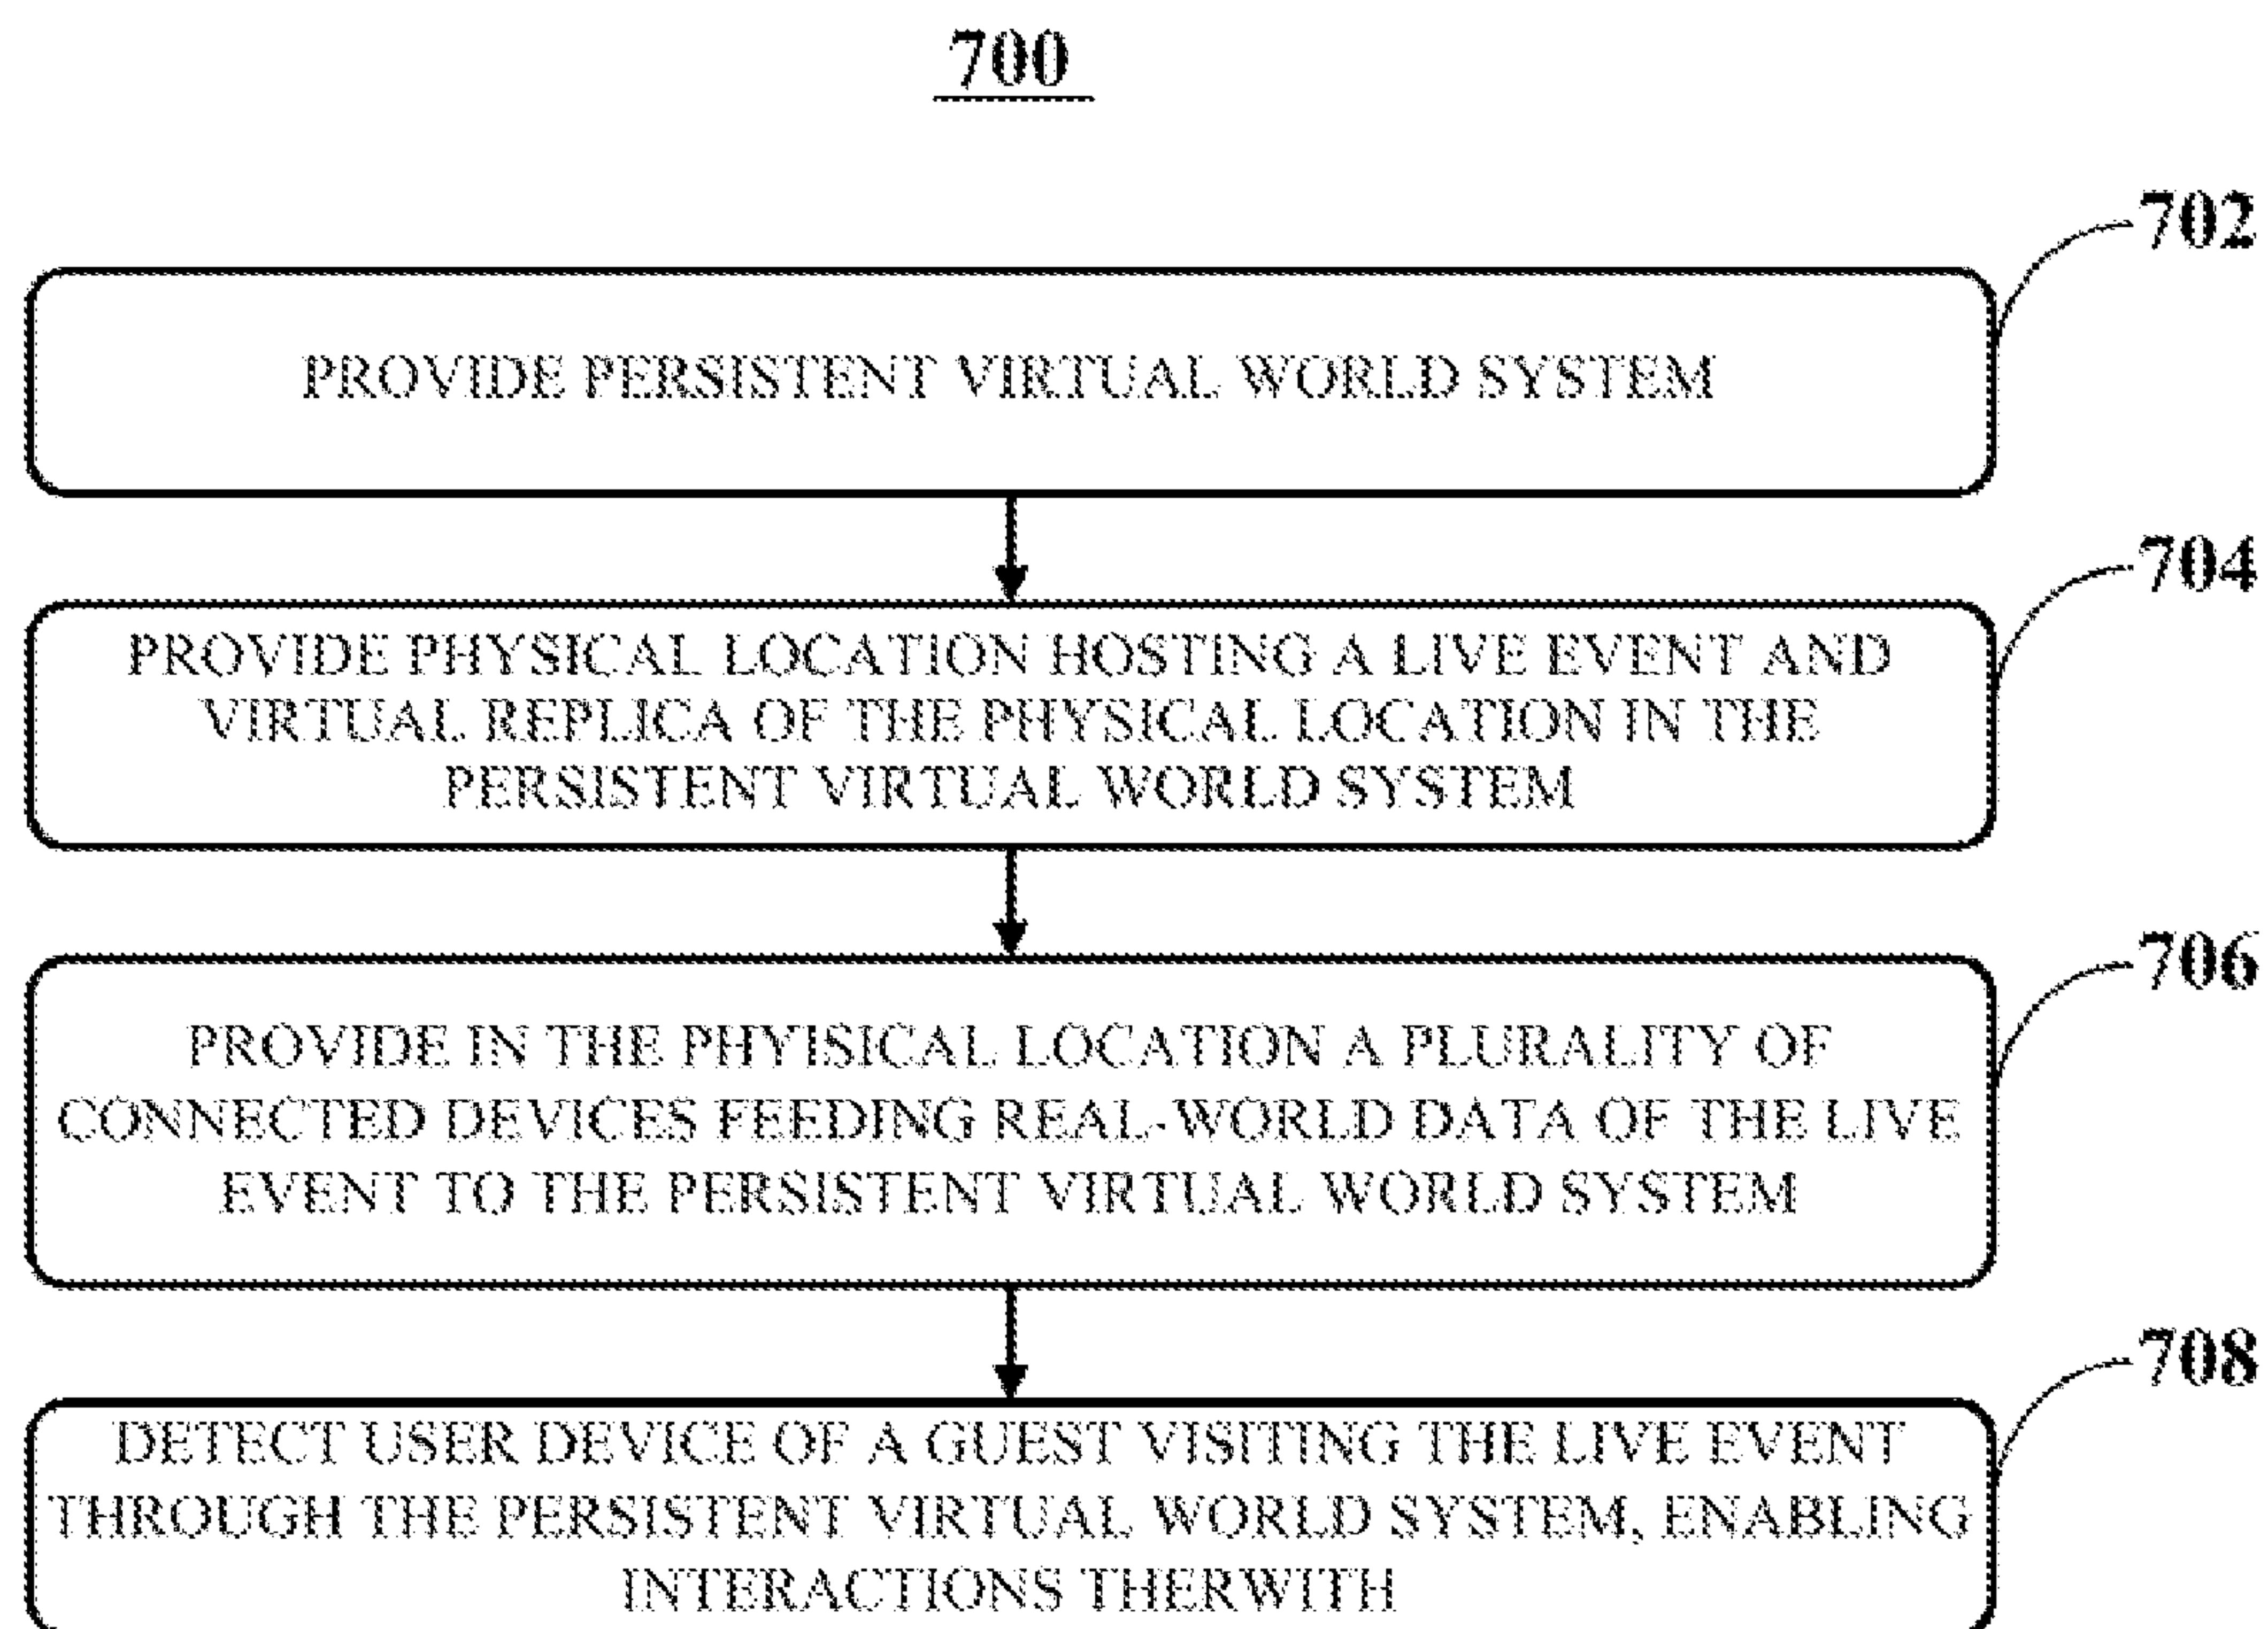 700
702
PROVIDE PERSISTENT VIRTUAL WORLD SYSTEM
704
PROVIDE PHYSICAL LOCATION HOSTING A LIVE EVENT AND
VIRTUAL REPLICA OF THE PHYSICAL LOCATION IN THE
PERSISTENT VIRTUAL WORLD SYSTEM
706
PROVIDE IN THE PHYISICAL LOCATION A PLURALITY OF
CONNECTED DEVICES FEEDING REAL-WORLD DATA OF THE LIVE
EVENT TO THE PERSISTENT VIRTUAL WORLD SYSTEM
708
DETECT USER DEVICE OF A GUEST VISITING THE LIVE EVENT
THROUGH THE PERSISTENT VIRTUAL WORLD SYSTEM, ENABLING
INTERACTIONS THERWITH